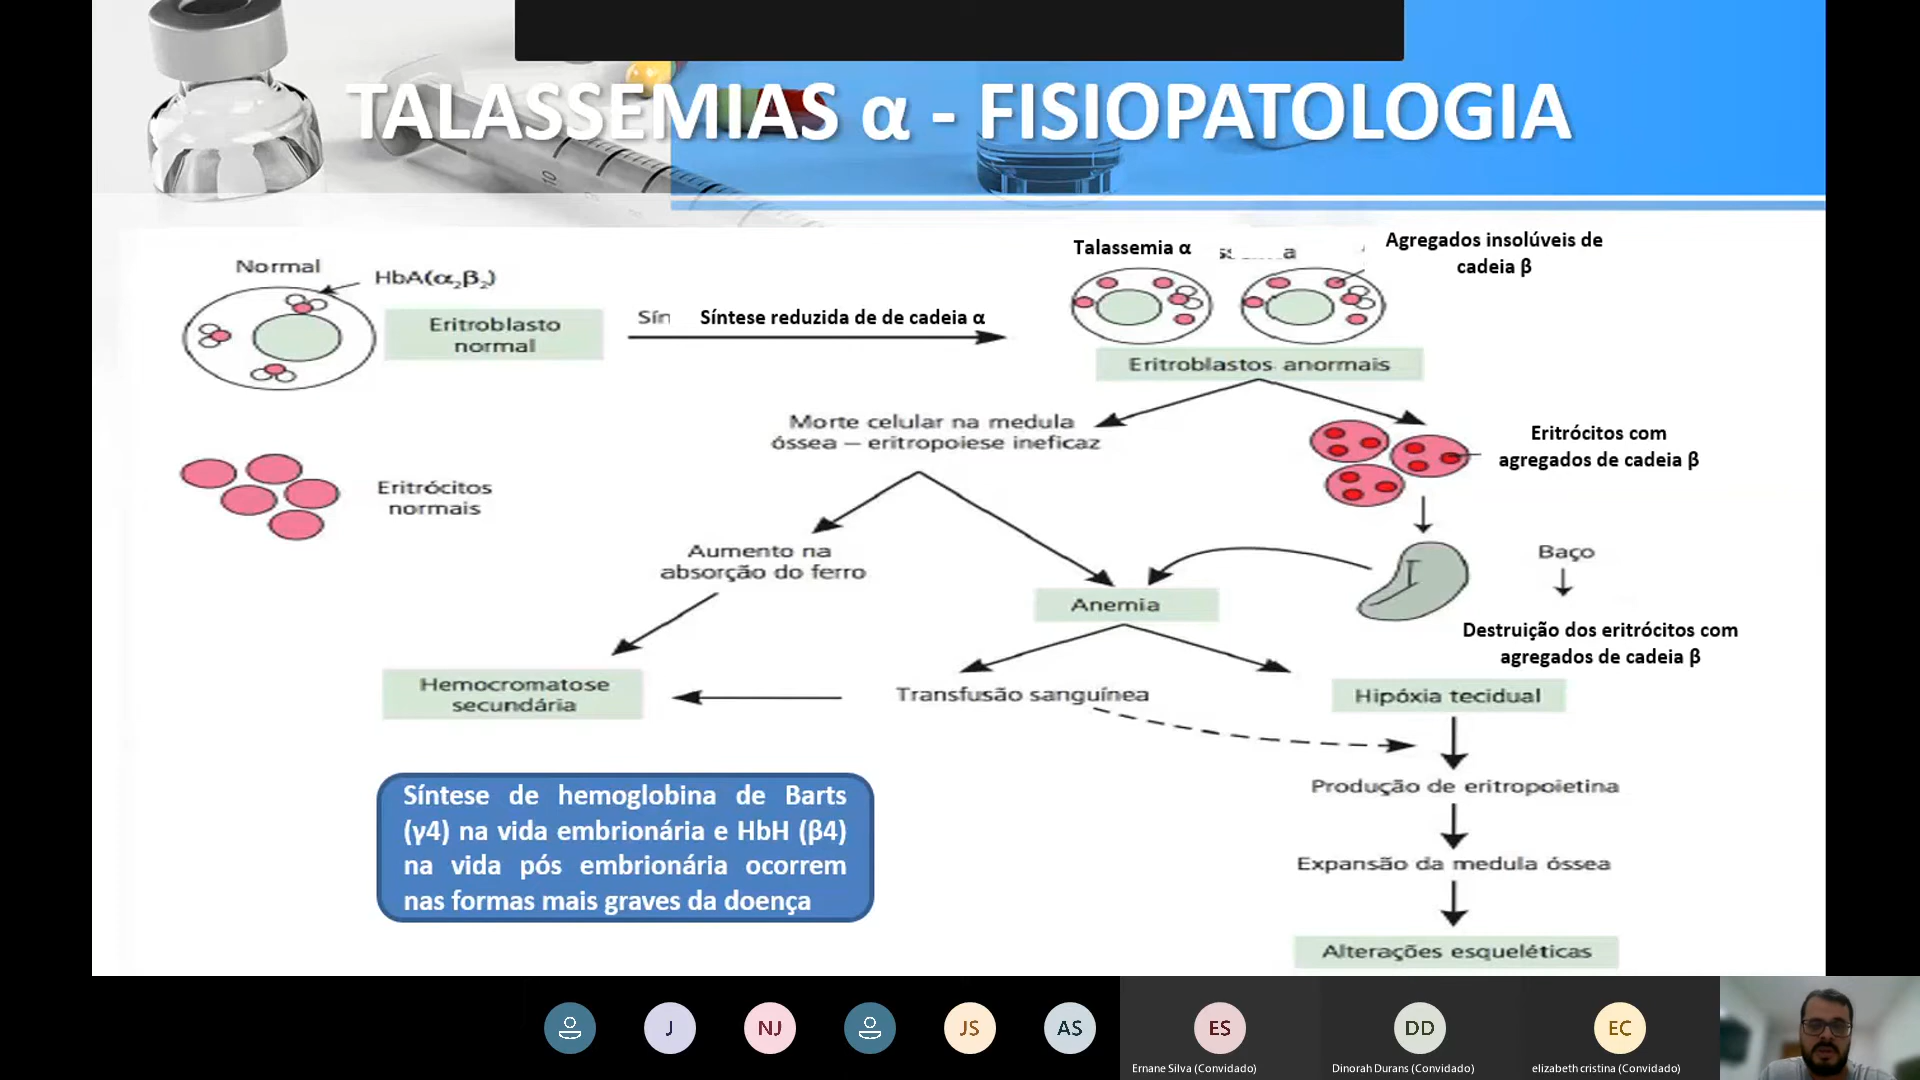 TALASSEMIAS α - FISIOPATOLOGIA
Normal
HbA(α₂β₂)
Eritroblasto
normal
Sín
Síntese reduzida de de cadeia α
Talassemia α
Agregados insolúveis de
cadeia β
Eritroblastos anormais
Morte celular na medula
óssea – eritropoiese ineficaz
Eritrócitos com
agregados de cadeia β
Eritrócitos
normais
Aumento na
absorção do ferro
Baço
Anemia
Destruição dos eritrócitos com
agregados de cadeia β
Hemocromatose
secundária
Transfusão sanguínea
Hipóxia tecidual
Produção de eritropoietina
Expansão da medula óssea
Alterações esqueléticas
Síntese de hemoglobina de Barts
(γ4) na vida embrionária e HbH (β4)
na vida pós embrionária ocorrem
nas formas mais graves da doença
10
J
NJ
JS
AS
ES
DD
EC
Ernane Silva (Convidado)
Dinorah Durans (Convidado)
elizabeth cristina (Convidado)